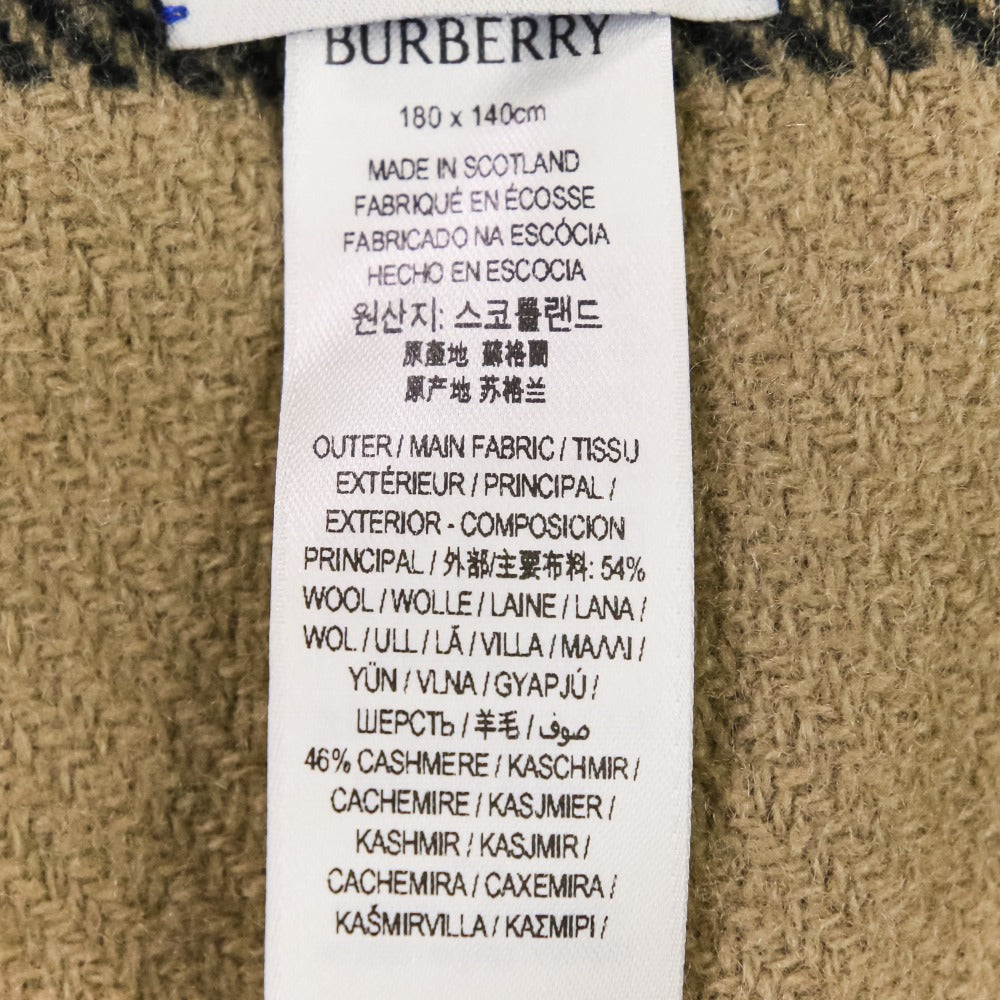 BURBERRY
180 x 140cm
MADE IN SCOTLAND
FABRIQUÉ EN ÉCOSSE
FABRICADO NA ESCÓCIA
HECHO EN ESCOCIA
원산지: 스코틀랜드
原產地 蘇格蘭
原产地 苏格兰
OUTER / MAIN FABRIC / TISSU
EXTÉRIEUR / PRINCIPAL /
EXTERIOR - COMPOSICION
PRINCIPAL / 外部/主要布料: 54%
WOOL / WOLLE / LAINE / LANA /
WOL / ULL / LÃ / VILLA / ΜΑΛΛΙ /
YÜN / VLNA / GYAPJÚ /
ШЕРСТЬ / 羊毛 / صوف /
46% CASHMERE / KASCHMIR /
CACHEMIRE / KASJMIER /
KASHMIR / KASJMIR /
CACHEMIRA / CAXEMIRA /
KAŠMIRVILLA / ΚΑΣΜΙΡΙ /